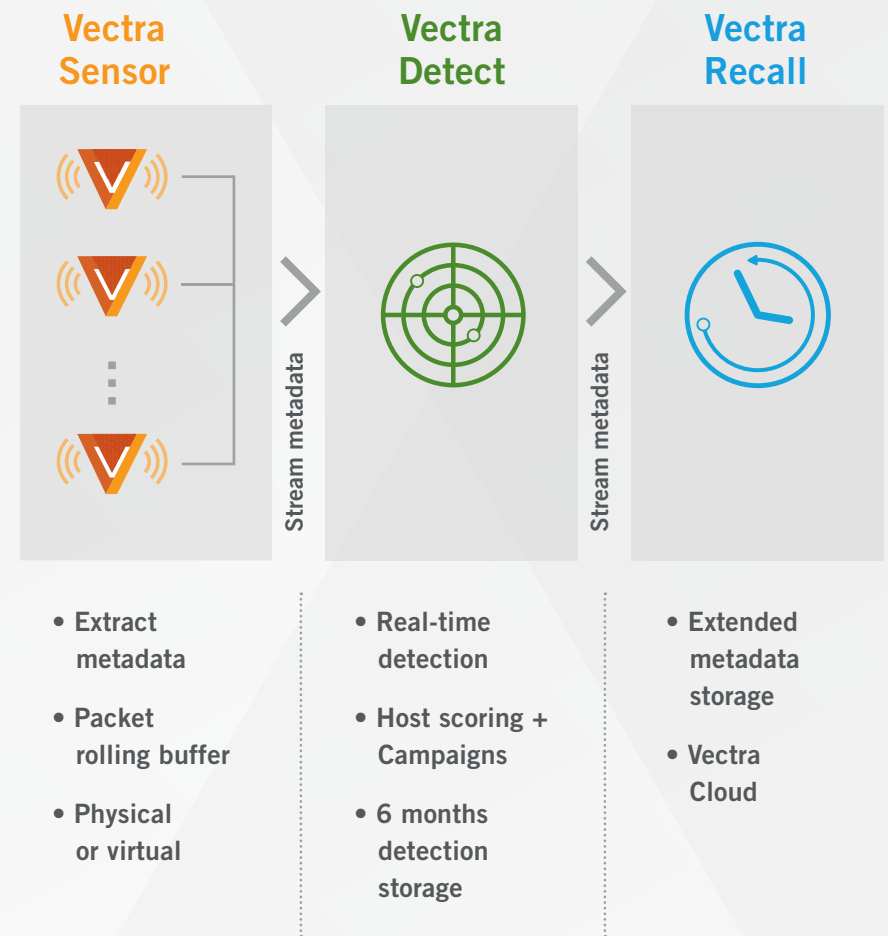 Vectra
Sensor
Vectra
Detect
Vectra
Recall
V
V
V
Stream metadata
Stream metadata
• Extract
metadata
• Packet
rolling buffer
• Physical
or virtual
• Real-time
detection
• Host scoring +
Campaigns
• 6 months
detection
storage
• Extended
metadata
storage
• Vectra
Cloud